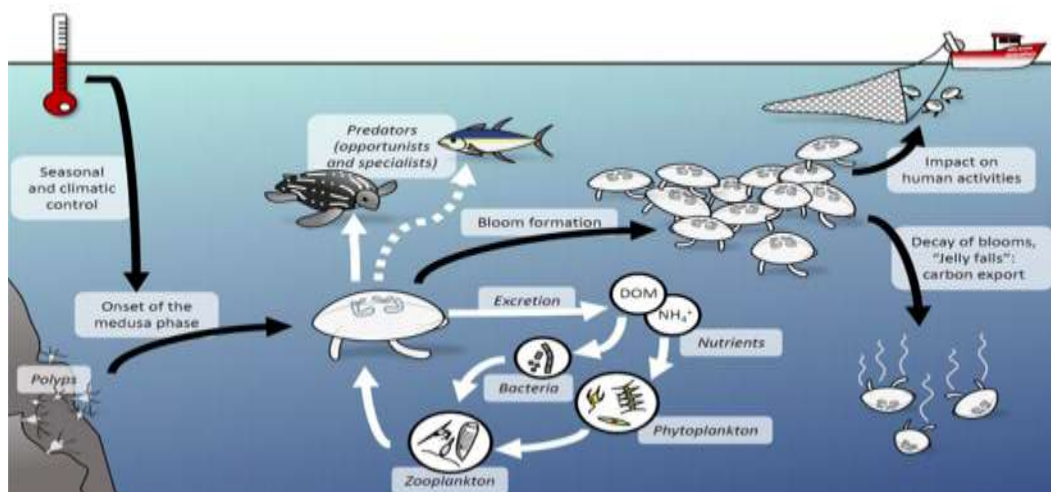 Seasonal
and climatic
control
Onset of the
medusa phase
Polyps
Predators
(opportunists
and specialists)
Bloom formation
Excretion
DOM
NH₄⁺
Nutrients
Bacteria
Phytoplankton
Zooplankton
Impact on
human activities
Decay of blooms,
"Jelly falls":
carbon export